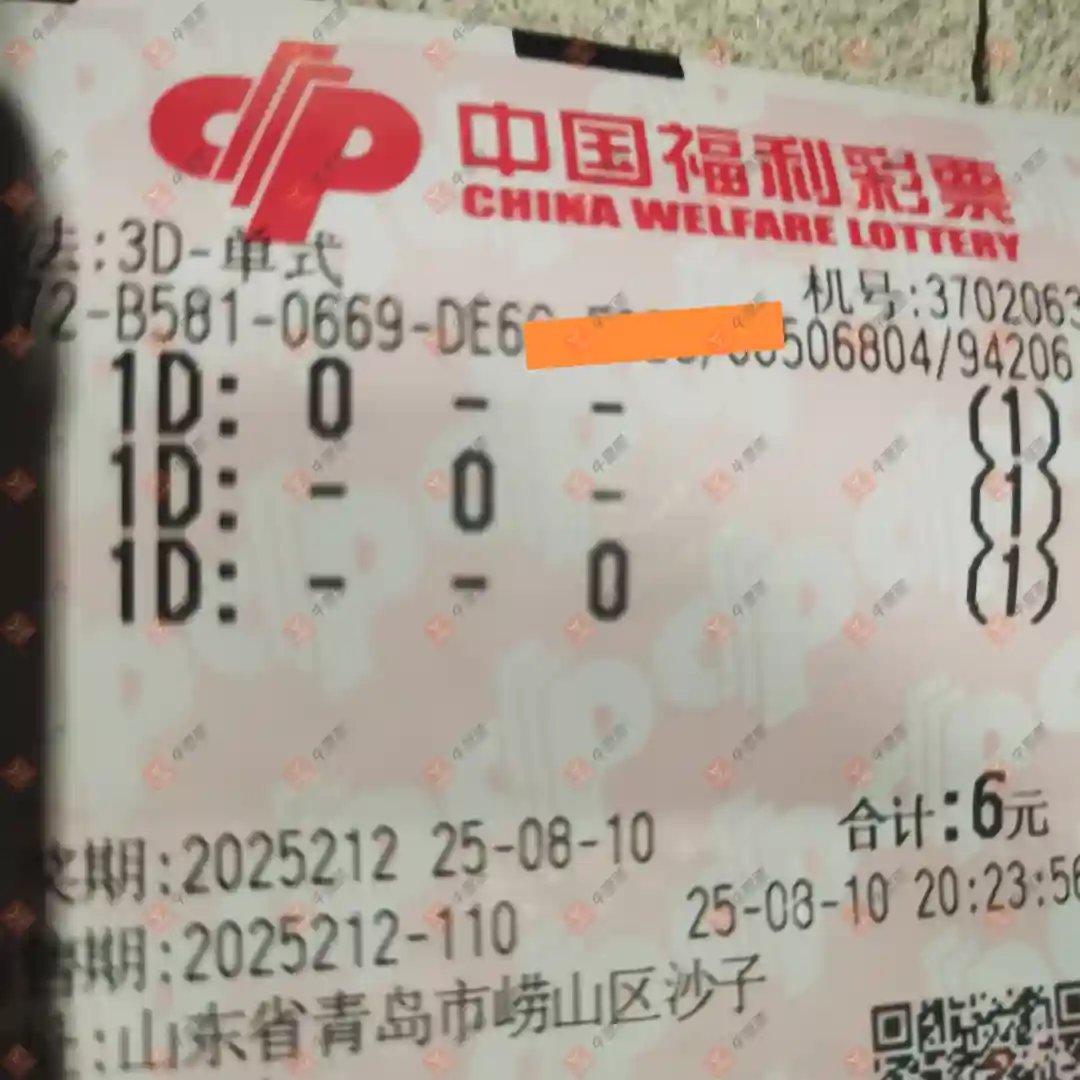 中国福利彩票
CHINA WELFARE LOTTERY
:3D-单式
机号:3702063
2-B581-0669-DE6
506804/94206
1D: 0 - - (1)
1D: - 0 - (1)
1D: - - 0 (1)
合计:6元
期:2025212 25-08-10
25-08-10 20:23:56
期:2025212-110
:山东省青岛市崂山区沙子